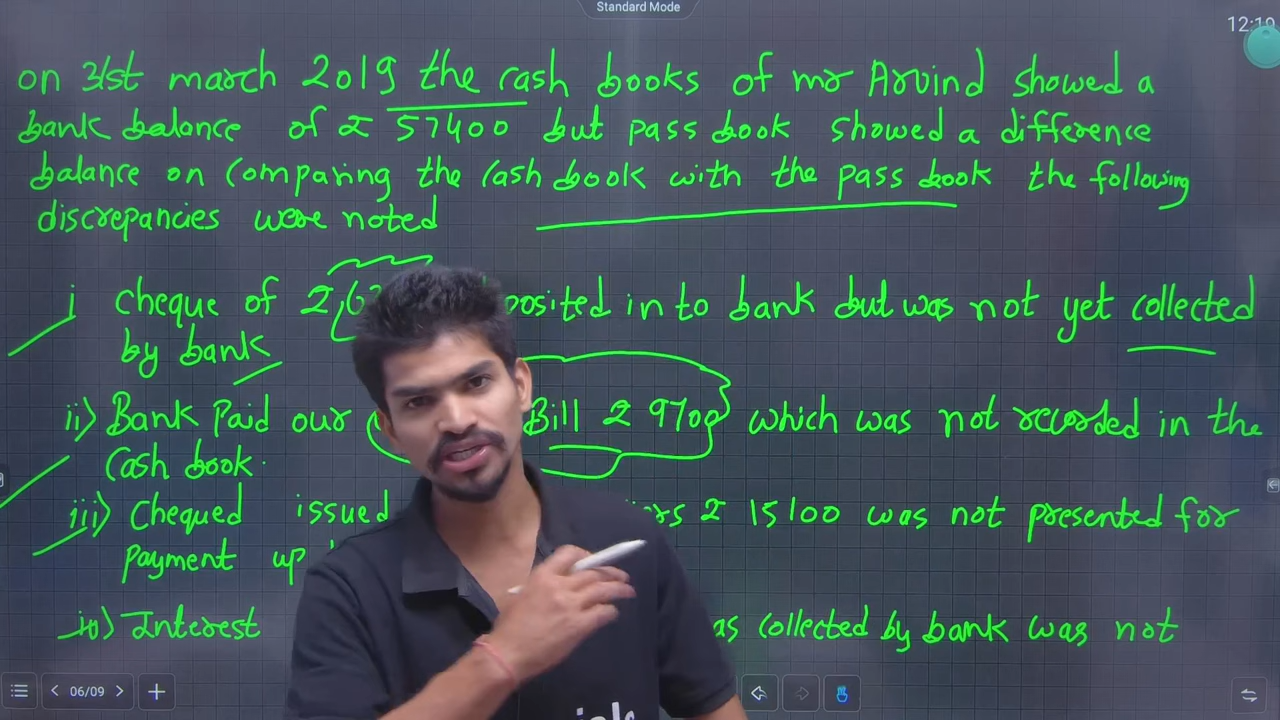 Standard Mode
12:19
on 31st march 2019 the cash books of mr Arvind showed a
bank balance of ₹ 57400 but pass book showed a difference
balance on Comparing the Cash book with the pass book the following
discrepancies were noted
i cheque of in to bank but was not yet collected
by bank
ii) Bank Paid our Bill ₹ 9700 which was not recorded in the
Cash book.
iii) Chequed issued ₹ 15100 was not presented for
payment
iv) Interest collected by bank was not
06/09